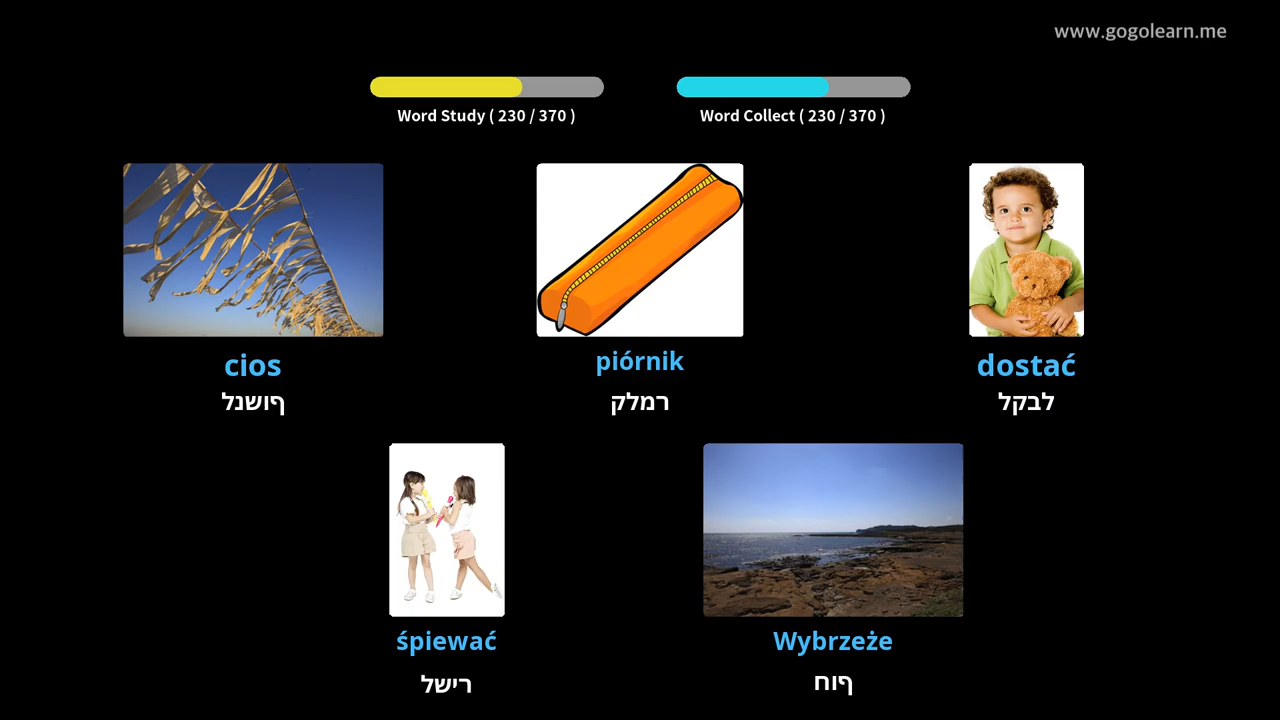 www.gogolearn.me
Word Study ( 230 / 370 )
Word Collect ( 230 / 370 )
cios
ףושנל
piórnik
רמלק
dostać
לבקל
śpiewać
רישל
Wybrzeże
ףוח